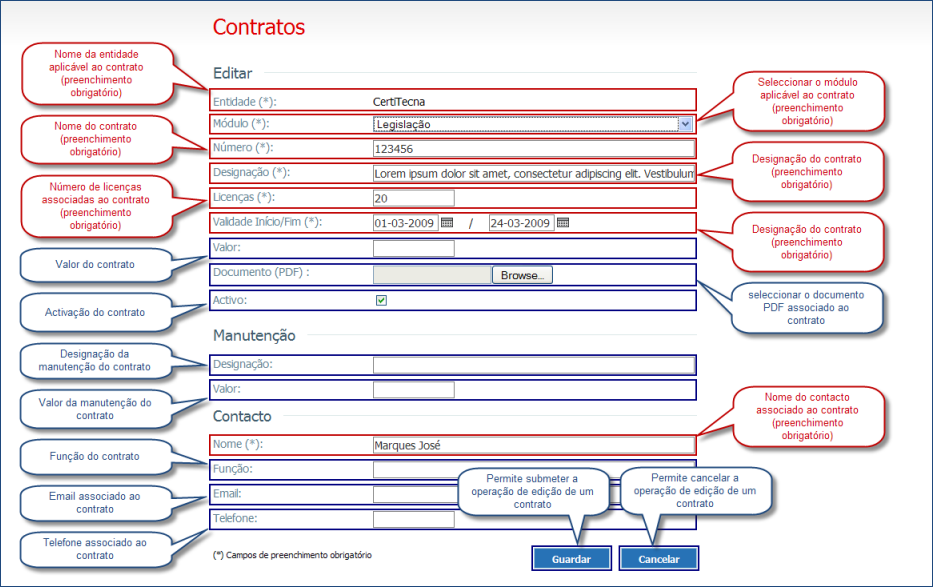 Contratos
Nome da entidade
aplicável ao contrato
(preenchimento
obrigatório)
Editar
Entidade (*):
CertiTecna
Seleccionar o módulo
aplicável ao contrato
(preenchimento
obrigatório)
Módulo (*):
Legislação
Nome do contrato
(preenchimento
obrigatório)
Número (*):
123456
Designação (*):
Lorem ipsum dolor sit amet, consectetur adipiscing elit. Vestibulum
Designação do contrato
(preenchimento
obrigatório)
Número de licenças
associadas ao contrato
(preenchimento
obrigatório)
Licenças (*):
20
Validade Início/Fim (*):
01-03-2009 / 24-03-2009
Designação do contrato
(preenchimento
obrigatório)
Valor do contrato
Valor:
Documento (PDF) :
Browse...
seleccionar o documento
PDF associado ao
contrato
Activação do contrato
Activo:
Manutenção
Designação da
manutenção do contrato
Designação:
Valor da manutenção do
contrato
Valor:
Contacto
Nome do contacto
associado ao contrato
(preenchimento
obrigatório)
Nome (*):
Marques José
Função do contrato
Função:
Email associado ao
contrato
Email:
Telefone associado ao
contrato
Telefone:
Permite submeter a
operação de edição de um
contrato
Permite cancelar a
operação de edição de um
contrato
(*) Campos de preenchimento obrigatório
Guardar
Cancelar